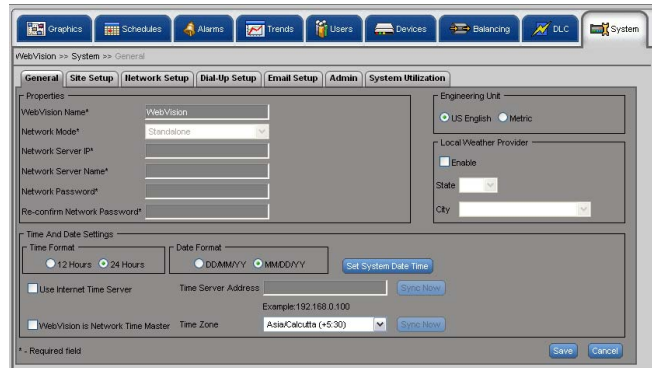 Graphics Schedules Alarms Trends Users Devices Balancing DLC System
WebVision >> System >> General
General Site Setup Network Setup Dial-Up Setup Email Setup Admin System Utilization
Properties
WebVision Name* WebVision
Network Mode* Standalone
Network Server IP*
Network Server Name*
Network Password*
Re-confirm Network Password*
Engineering Unit
US English Metric
Local Weather Provider
Enable
State
City
Time And Date Settings
Time Format
12 Hours 24 Hours
Date Format
DD/MM/YY MM/DD/YY
Set System Date Time
Use Internet Time Server Time Server Address Sync Now
Example:192.168.0.100
WebVision is Network Time Master Time Zone Asia/Calcutta (+5:30) Sync Now
* - Required field
Save Cancel